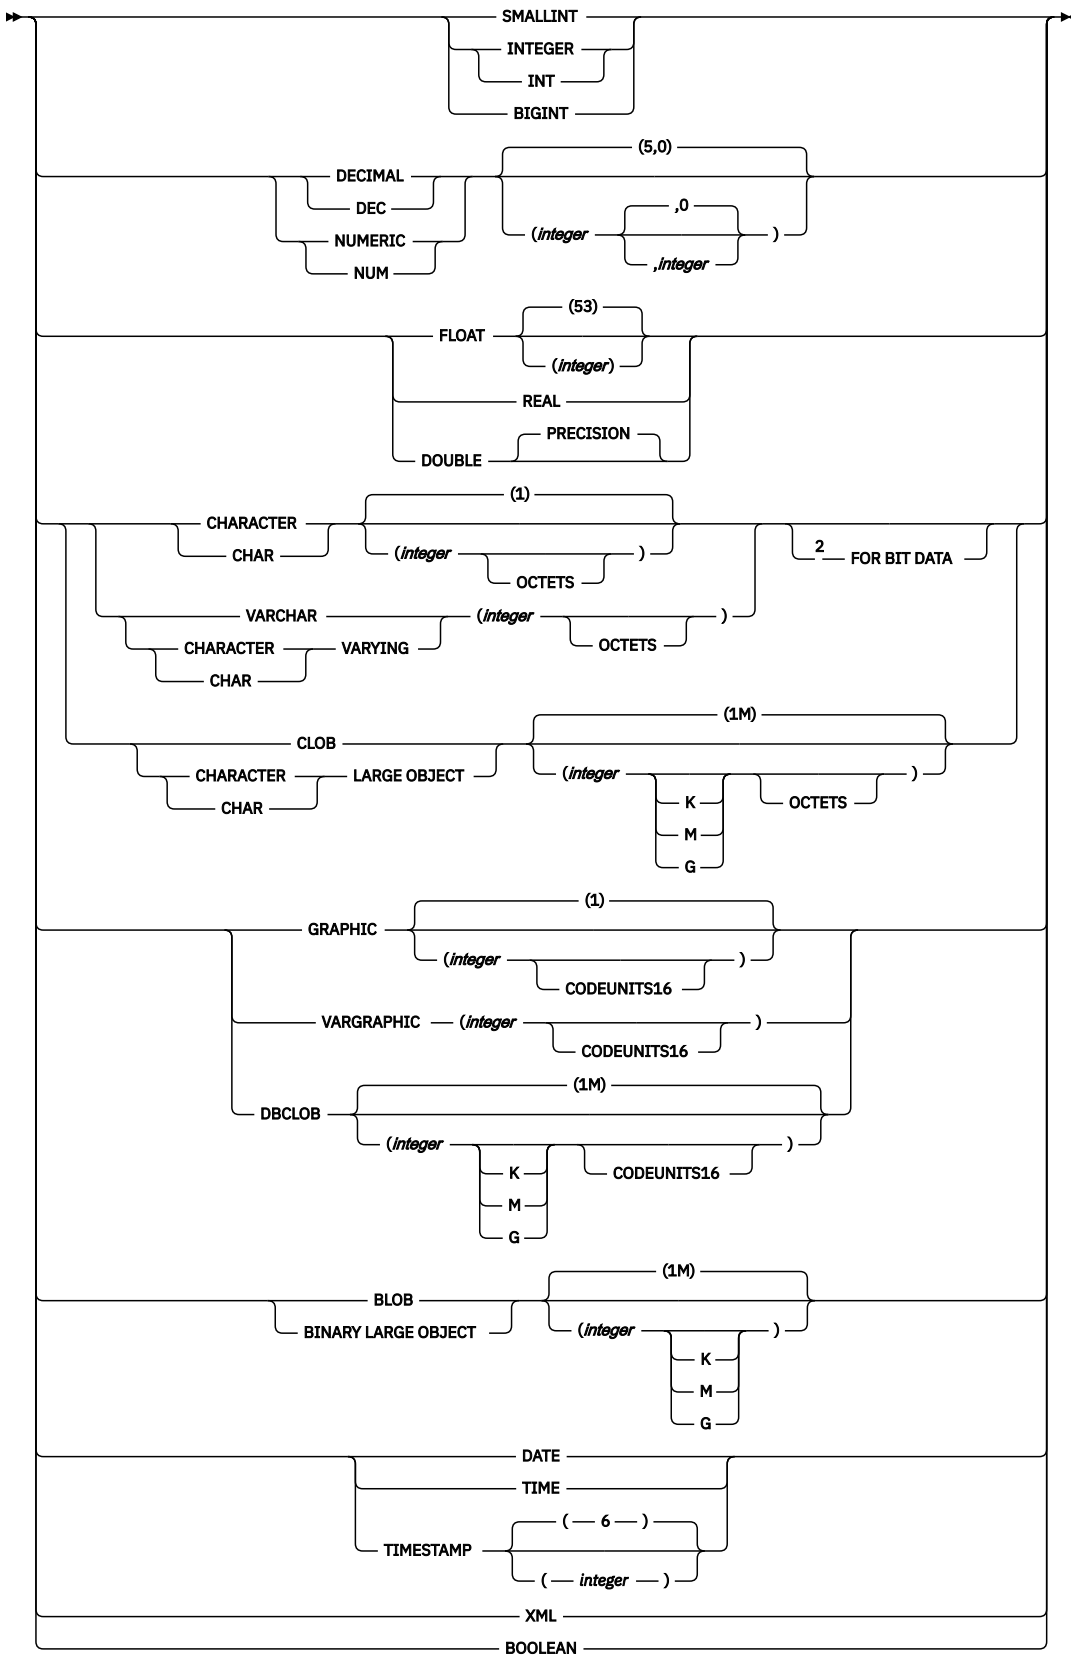 SMALLINT
INTEGER
INT
BIGINT
(5,0)
DECIMAL
DEC
,0
(integer )
NUMERIC
,integer
NUM
(53)
FLOAT
(integer)
REAL
PRECISION
DOUBLE
(1)
CHARACTER
(integer )
CHAR
2 FOR BIT DATA
OCTETS
VARCHAR (integer )
OCTETS
CHARACTER VARYING
CHAR
(1M)
CLOB
(integer )
CHARACTER LARGE OBJECT
K OCTETS
CHAR
M
G
(1)
GRAPHIC
(integer )
CODEUNITS16
VARGRAPHIC (integer )
CODEUNITS16
(1M)
DBCLOB
(integer )
K CODEUNITS16
M
G
(1M)
BLOB
BINARY LARGE OBJECT (integer )
K
M
G
DATE
TIME
( 6 )
TIMESTAMP
( integer )
XML
BOOLEAN